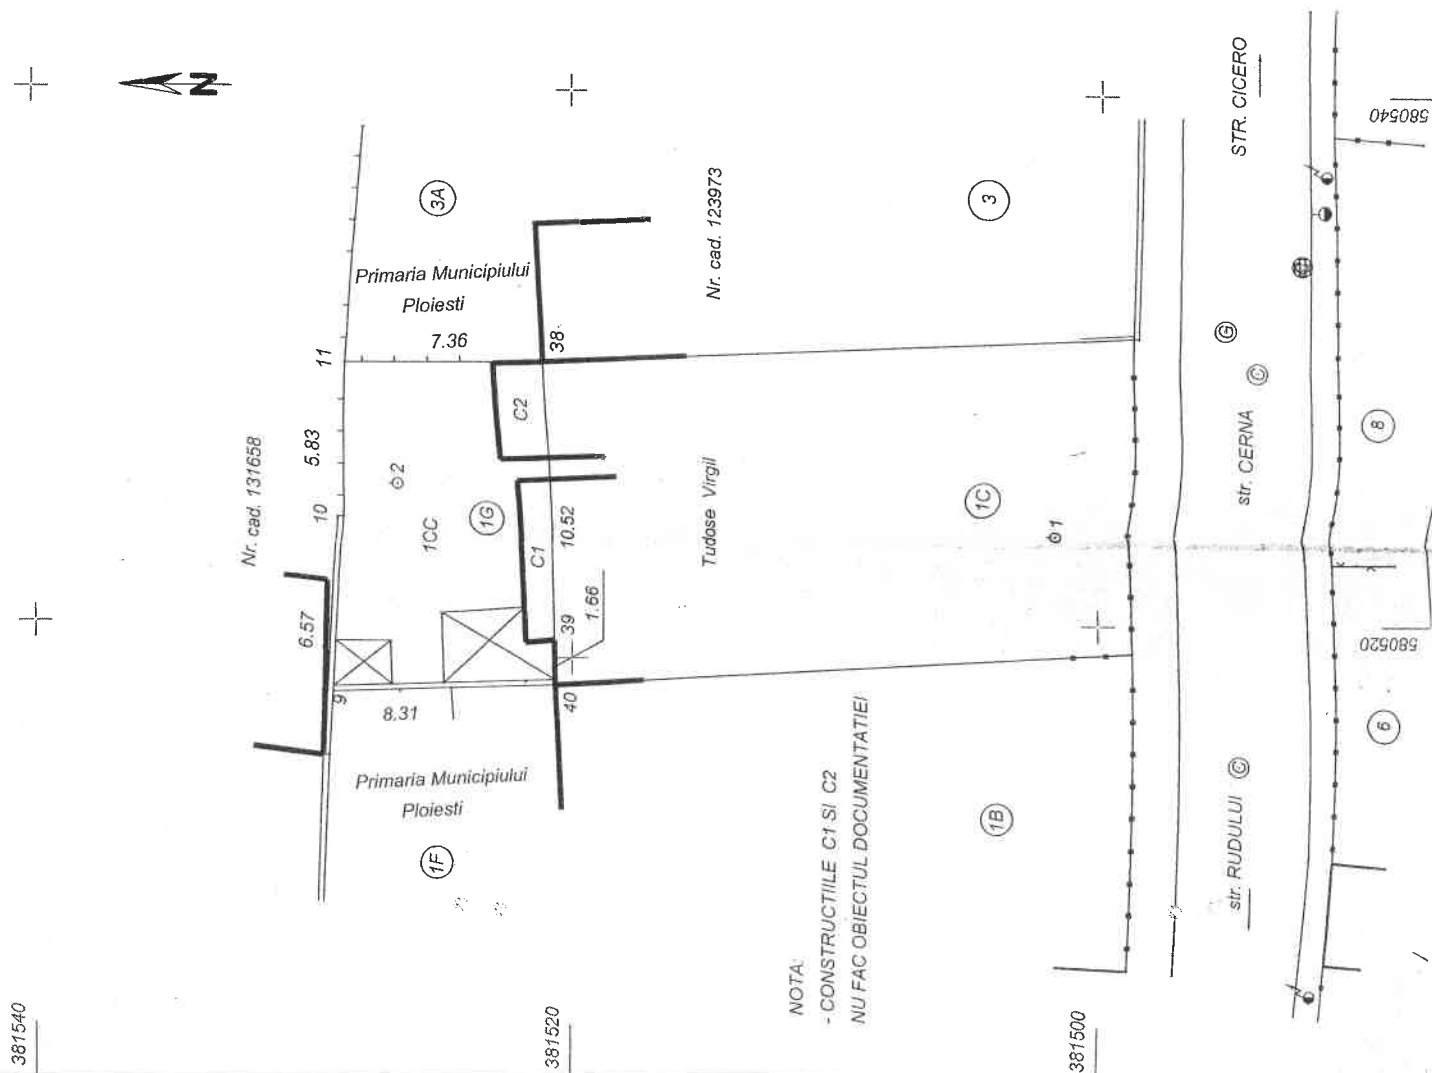 N
STR. CICERO
580540
3A
Primaria Municipiului
Ploiesti
7.36
38
Nr. cad. 123973
3
11
5.83
10
Nr. cad. 131658
2
1CC
1G
C2
C1
10.52
39
1.66
Tudose Virgil
1C
1
G
C
str. CERNA
8
580520
6.57
9
8.31
40
Primaria Municipiului
Ploiesti
1F
NOTA:
- CONSTRUCTIILE C1 SI C2
NU FAC OBIECTUL DOCUMENTATIEI
1B
str. RUDULUI
C
6
381540
381520
381500